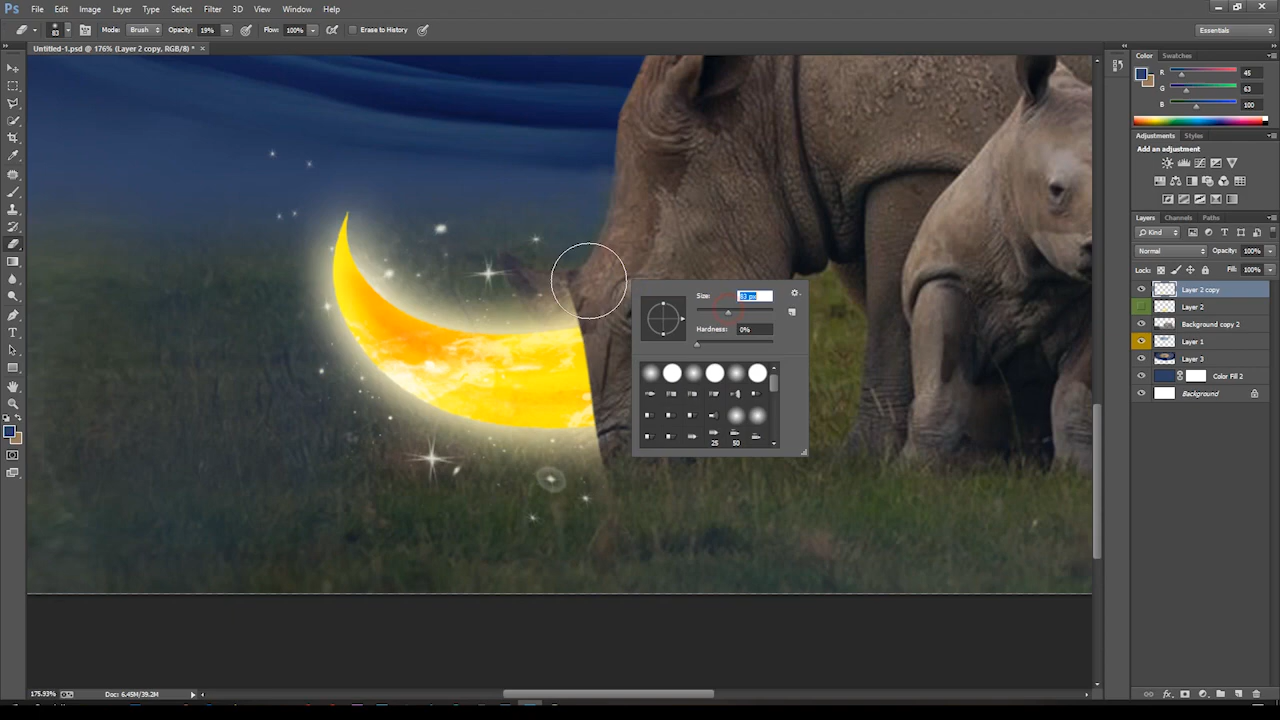 Ps File Edit Image Layer Type Select Filter 3D View Window Help
83 Mode: Brush Opacity: 19% Flow: 100% Erase to History Essentials
Untitled-1.psd @ 176% (Layer 2 copy, RGB/8) * ×
Color Swatches
R 45
G 63
B 100
Adjustments Styles
Add an adjustment
Layers Channels Paths
Kind
Normal Opacity: 100%
Locks: Fill: 100%
Layer 2 copy
Layer 2
Background copy 2
Layer 1
Layer 3
Color Fill 2
Background
Size: 83 px
Hardness: 0%
25 50
175.93% Doc: 6.45M/39.2M